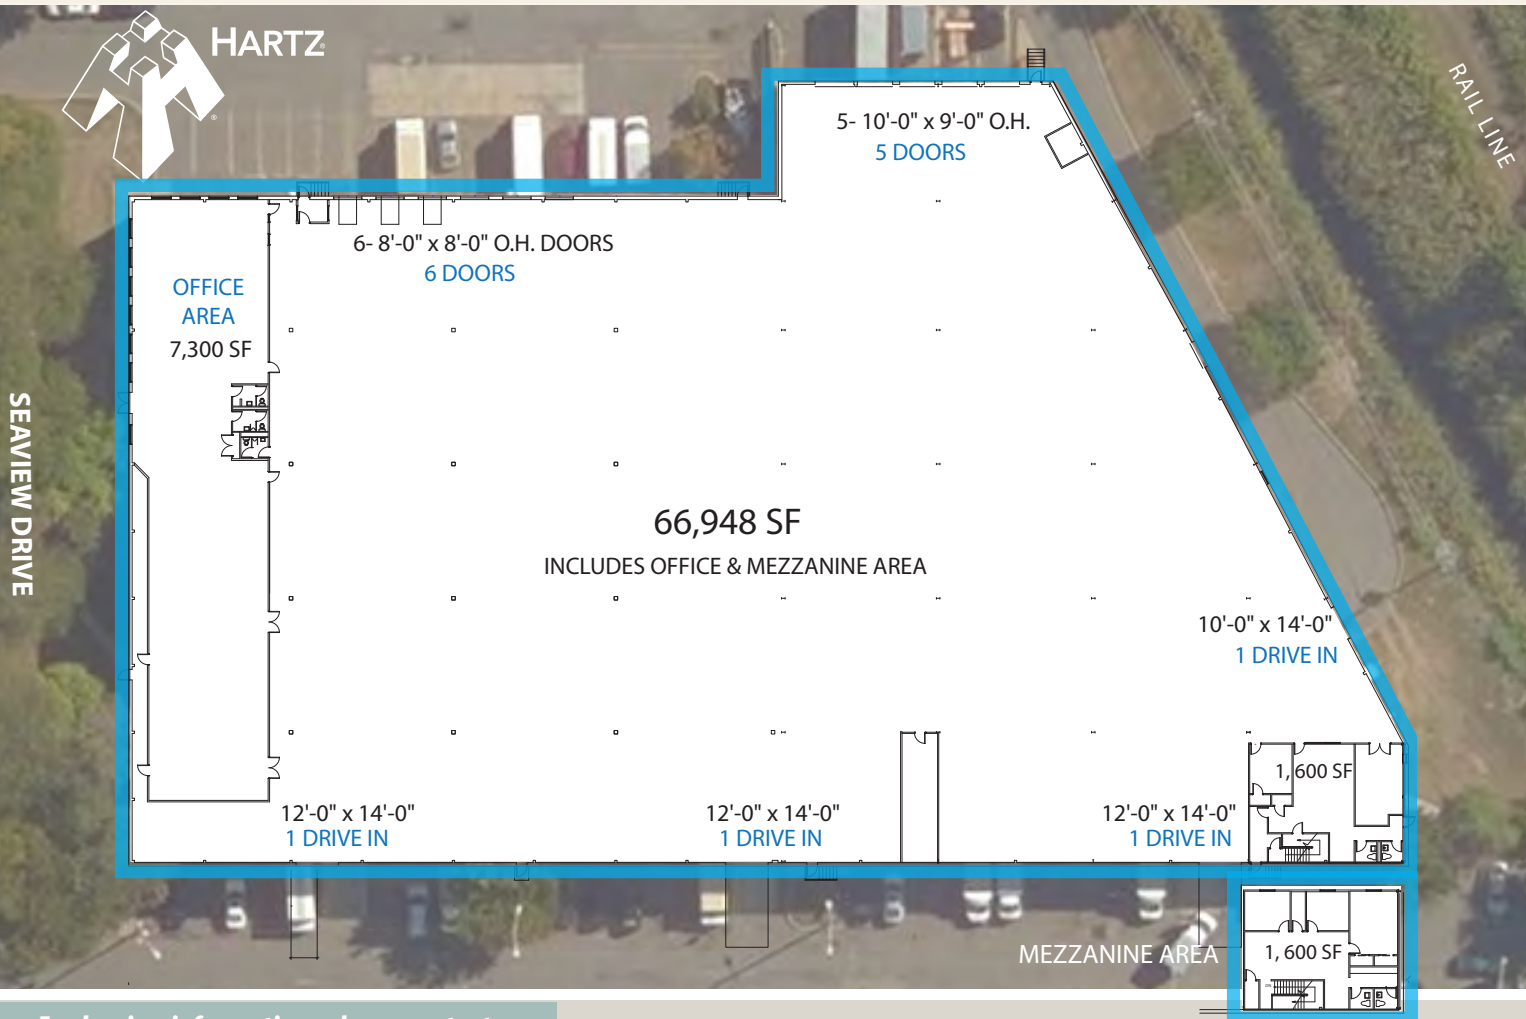 HARTZ
RAIL LINE
5- 10'-0" x 9'-0" O.H.
5 DOORS
6- 8'-0" x 8'-0" O.H. DOORS
6 DOORS
OFFICE
AREA
7,300 SF
SEAVIEW DRIVE
66,948 SF
INCLUDES OFFICE & MEZZANINE AREA
10'-0" x 14'-0"
1 DRIVE IN
1, 600 SF
12'-0" x 14'-0"
1 DRIVE IN
12'-0" x 14'-0"
1 DRIVE IN
12'-0" x 14'-0"
1 DRIVE IN
MEZZANINE AREA
1, 600 SF